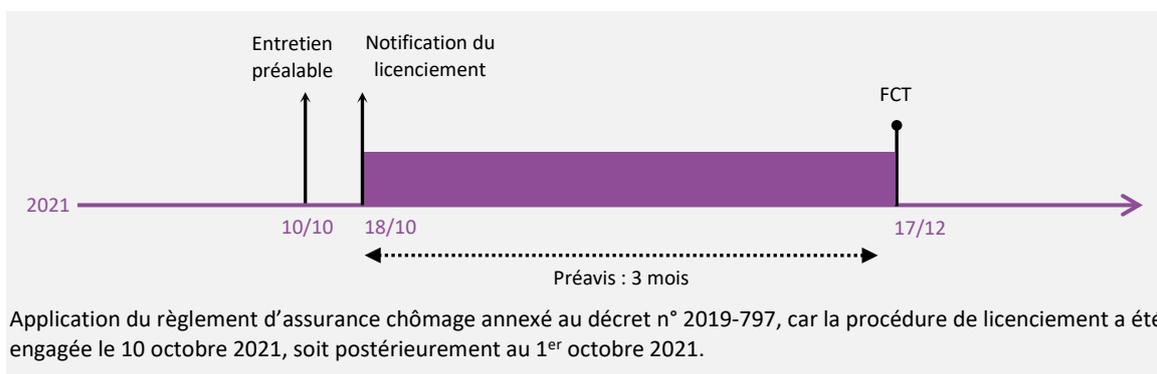 Entretien
préalable
Notification du
licenciement
FCT
2021
10/10
18/10
17/12
Préavis : 3 mois
Application du règlement d’assurance chômage annexé au décret n° 2019-797, car la procédure de licenciement a été
engagée le 10 octobre 2021, soit postérieurement au 1er octobre 2021.